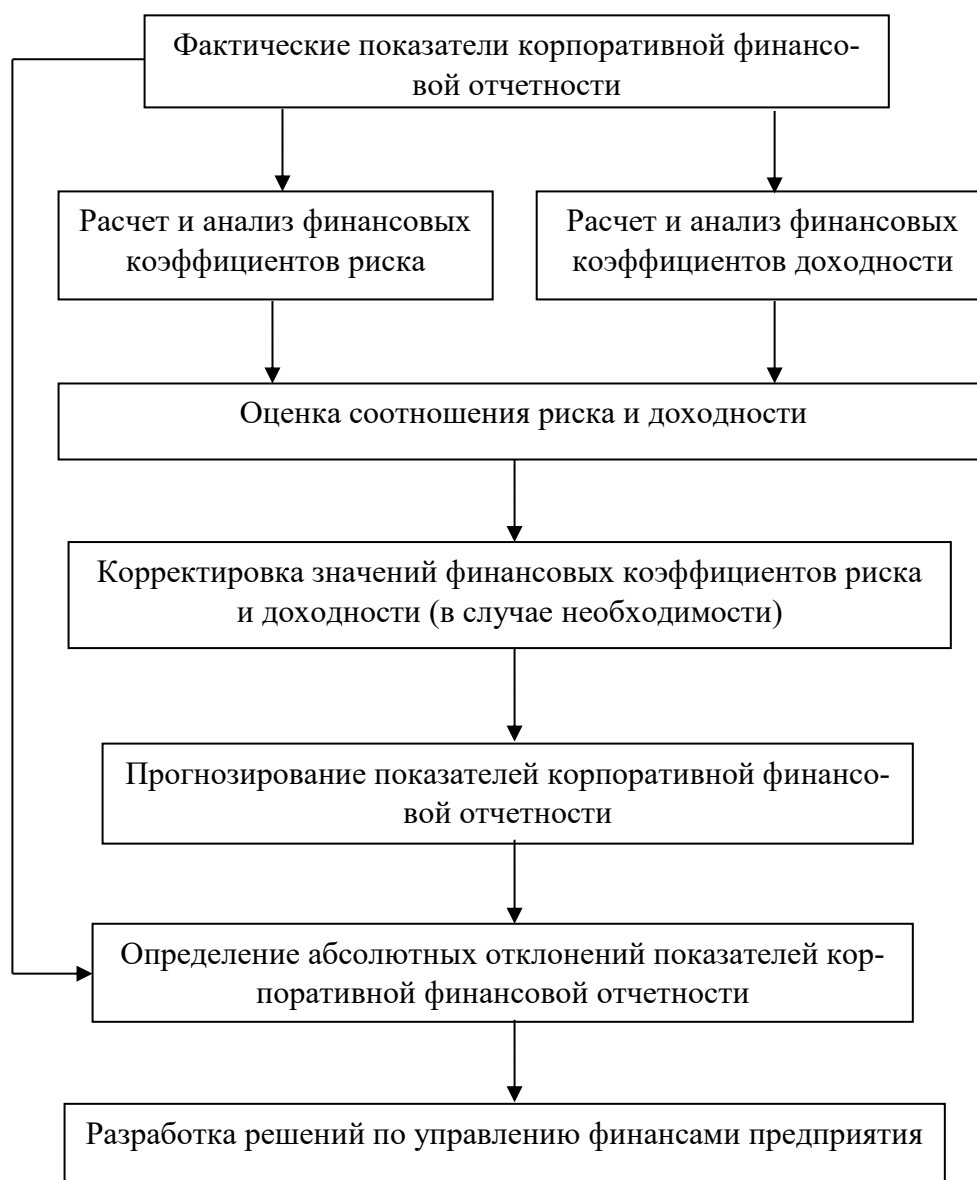 Фактические показатели корпоративной финансо-
вой отчетности
Расчет и анализ финансовых
коэффициентов риска
Расчет и анализ финансовых
коэффициентов доходности
Оценка соотношения риска и доходности
Корректировка значений финансовых коэффициентов риска
и доходности (в случае необходимости)
Прогнозирование показателей корпоративной финансо-
вой отчетности
Определение абсолютных отклонений показателей кор-
поративной финансовой отчетности
Разработка решений по управлению финансами предприятия